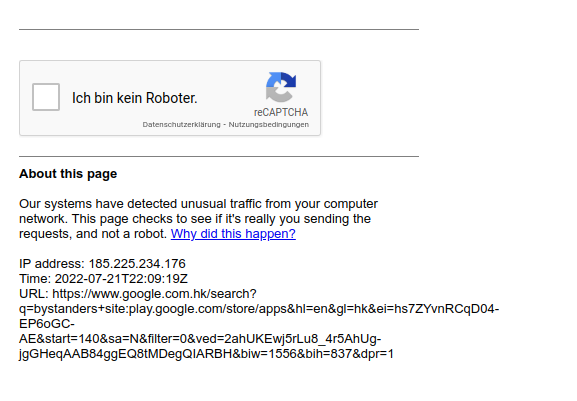 Ich bin kein Roboter.
reCAPTCHA
Datenschutzerklärung - Nutzungsbedingungen
About this page
Our systems have detected unusual traffic from your computer
network. This page checks to see if it's really you sending the
requests, and not a robot. Why did this happen?
IP address: 185.225.234.176
Time: 2022-07-21T22:09:19Z
URL: https://www.google.com.hk/search?
q=bystanders+site:play.google.com/store/apps&hl=en&gl=hk&ei=hs7ZYvnRCqD04-
EP6oGC-
AE&start=140&sa=N&filter=0&ved=2ahUKEwj5rLu8_4r5AhUg-
jgGHeqAAB84ggEQ8tMDegQIARBH&biw=1556&bih=837&dpr=1